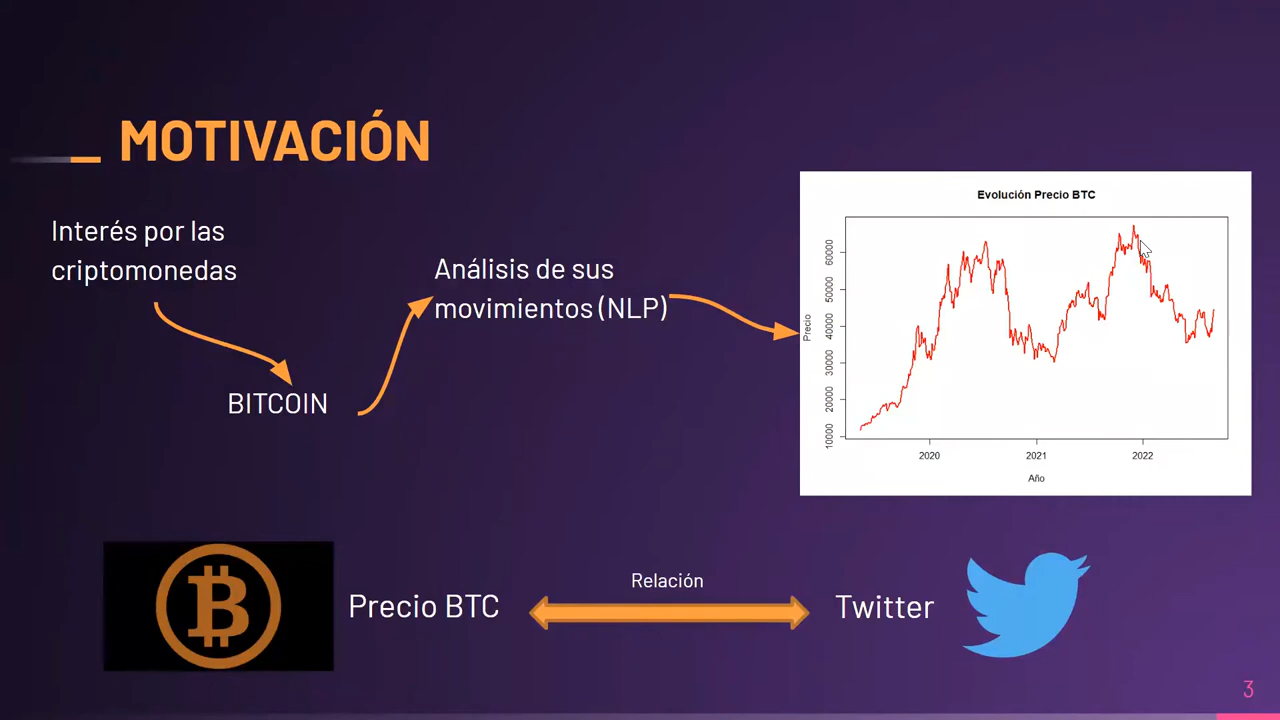 MOTIVACIÓN
Interés por las
criptomonedas
BITCOIN
Análisis de sus
movimientos (NLP)
Evolución Precio BTC
Precio
60000
50000
40000
30000
20000
10000
2020
2021
2022
Año
Precio BTC
Relación
Twitter
3